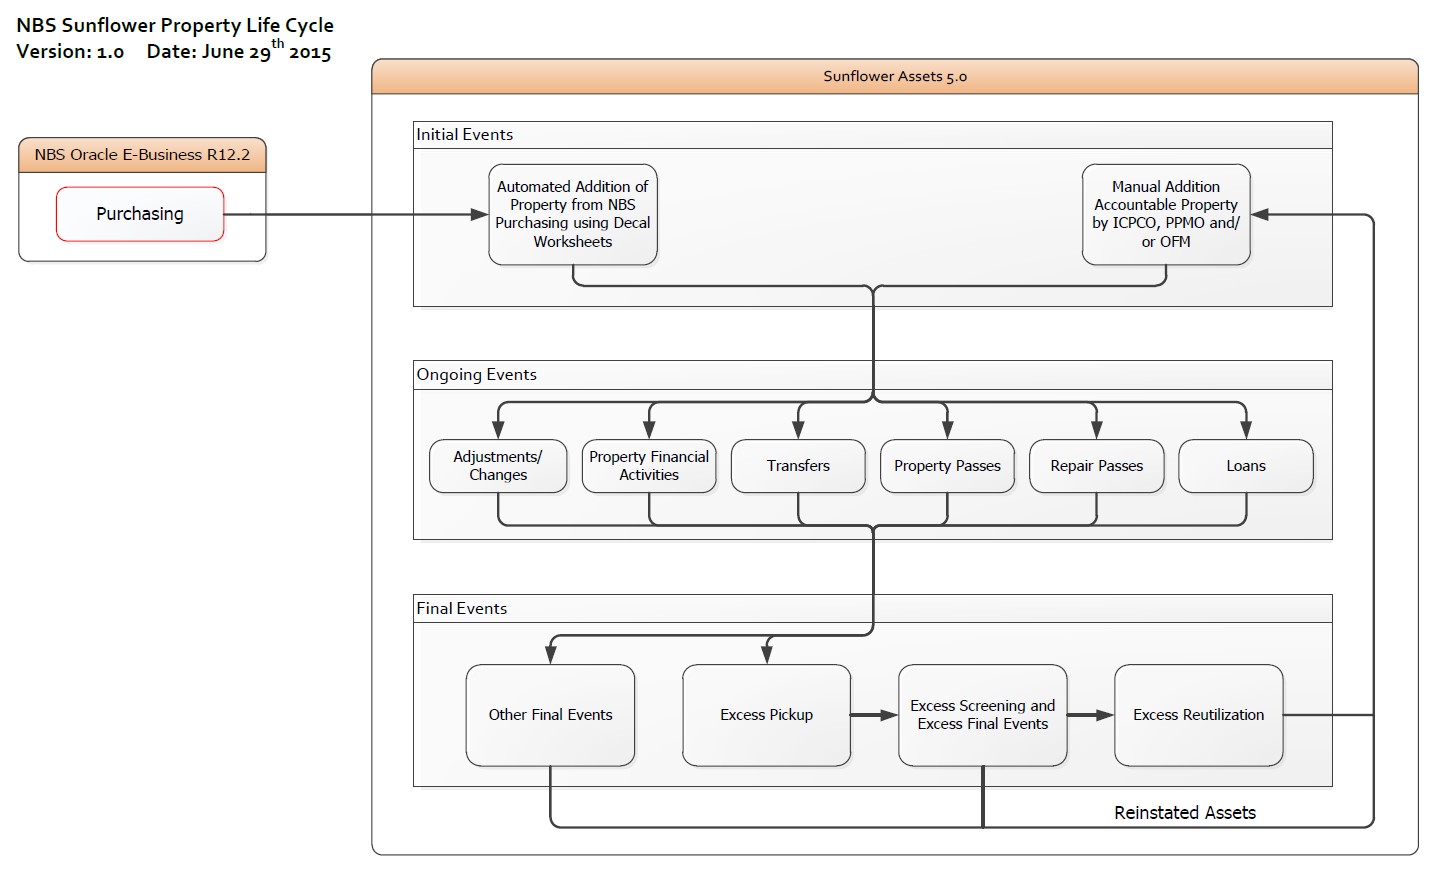 NBS Sunflower Property Life Cycle
Version: 1.0 Date: June 29th 2015
Sunflower Assets 5.0
Initial Events
NBS Oracle E-Business R12.2
Purchasing
Automated Addition of
Property from NBS
Purchasing using Decal
Worksheets
Manual Addition
Accountable Property
by ICPCO, PPMO and/
or OFM
Ongoing Events
Adjustments/
Changes
Property Financial
Activities
Transfers
Property Passes
Repair Passes
Loans
Final Events
Other Final Events
Excess Pickup
Excess Screening and
Excess Final Events
Excess Reutilization
Reinstated Assets